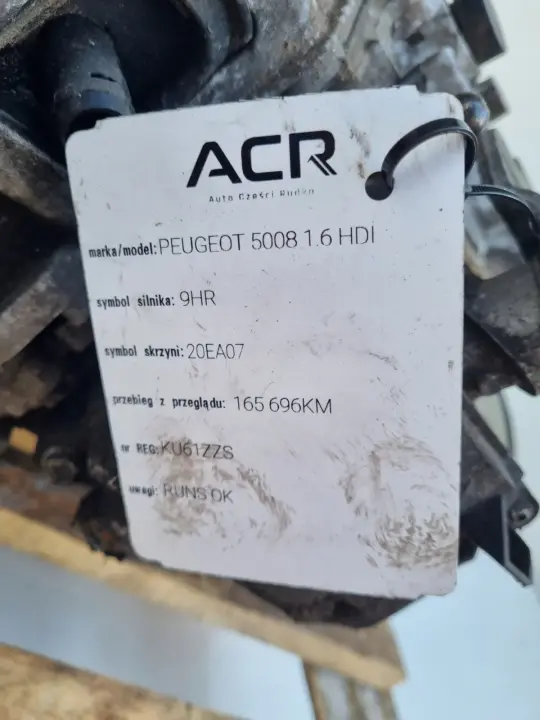 ACR
Auto Części Rudko
marka/model: PEUGEOT 5008 1.6 HDI
symbol silnika: 9HR
symbol skrzyni: 20EA07
przebieg z przeglądu: 165 696KM
nr REG: KU61ZZS
uwagi: RUNS OK